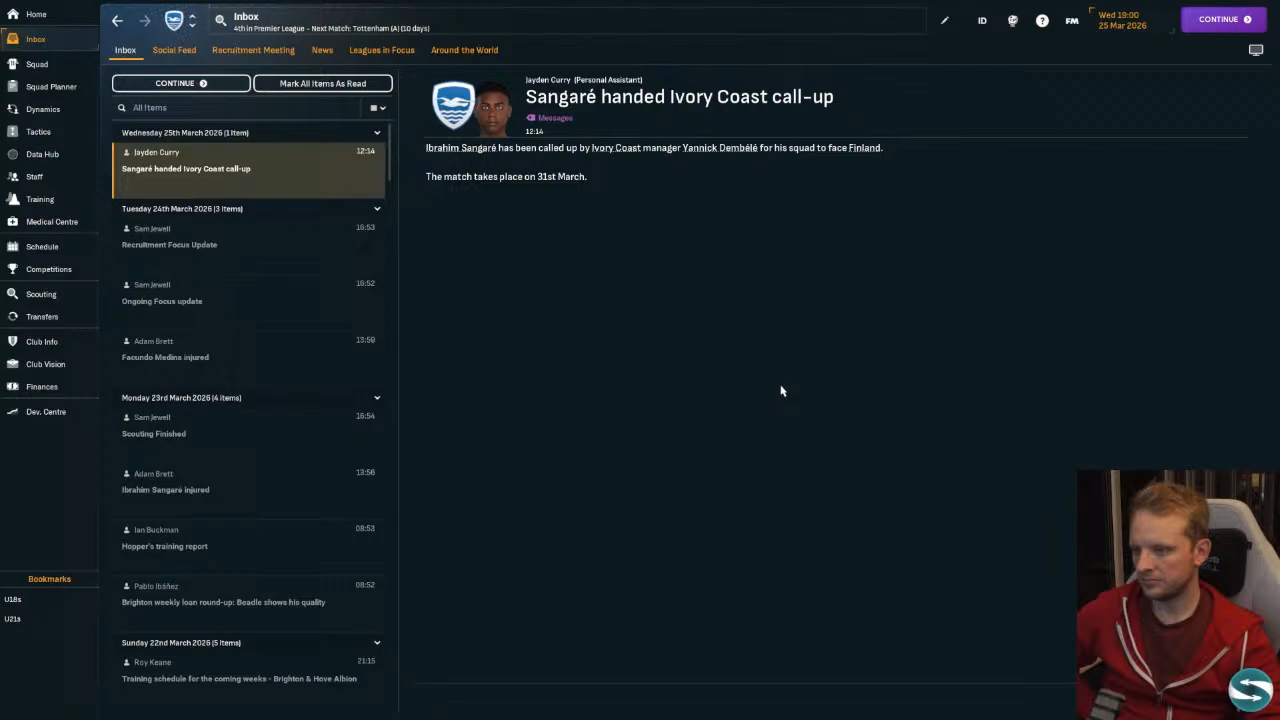 Home
Inbox
Squad
Squad Planner
Dynamics
Tactics
Data Hub
Staff
Training
Medical Centre
Schedule
Competitions
Scouting
Transfers
Club Info
Club Vision
Finances
Dev. Centre
Bookmarks
U18s
U21s
Inbox
4th in Premier League - Next Match: Tottenham (A) (10 days)
ID
FM
Wed 19:00
25 Mar 2026
CONTINUE
Inbox Social Feed Recruitment Meeting News Leagues in Focus Around the World
CONTINUE Mark All Items As Read
All Items
Wednesday 25th March 2026 (1 Item)
Jayden Curry 12:14
Sangaré handed Ivory Coast call-up
Tuesday 24th March 2026 (3 Items)
Sam Jewell 16:53
Recruitment Focus Update
Sam Jewell 16:52
Ongoing Focus update
Adam Brett 13:59
Facundo Medina injured
Monday 23rd March 2026 (4 Items)
Sam Jewell 16:54
Scouting Finished
Adam Brett 13:56
Ibrahim Sangaré injured
Ian Buckman 08:53
Hopper's training report
Pablo Ibáñez 08:52
Brighton weekly loan round-up: Beadle shows his quality
Sunday 22nd March 2026 (5 Items)
Roy Keane 21:15
Training schedule for the coming weeks - Brighton & Hove Albion
Jayden Curry (Personal Assistant)
Sangaré handed Ivory Coast call-up
Messages
12:14
Ibrahim Sangaré has been called up by Ivory Coast manager Yannick Dembélé for his squad to face Finland.
The match takes place on 31st March.